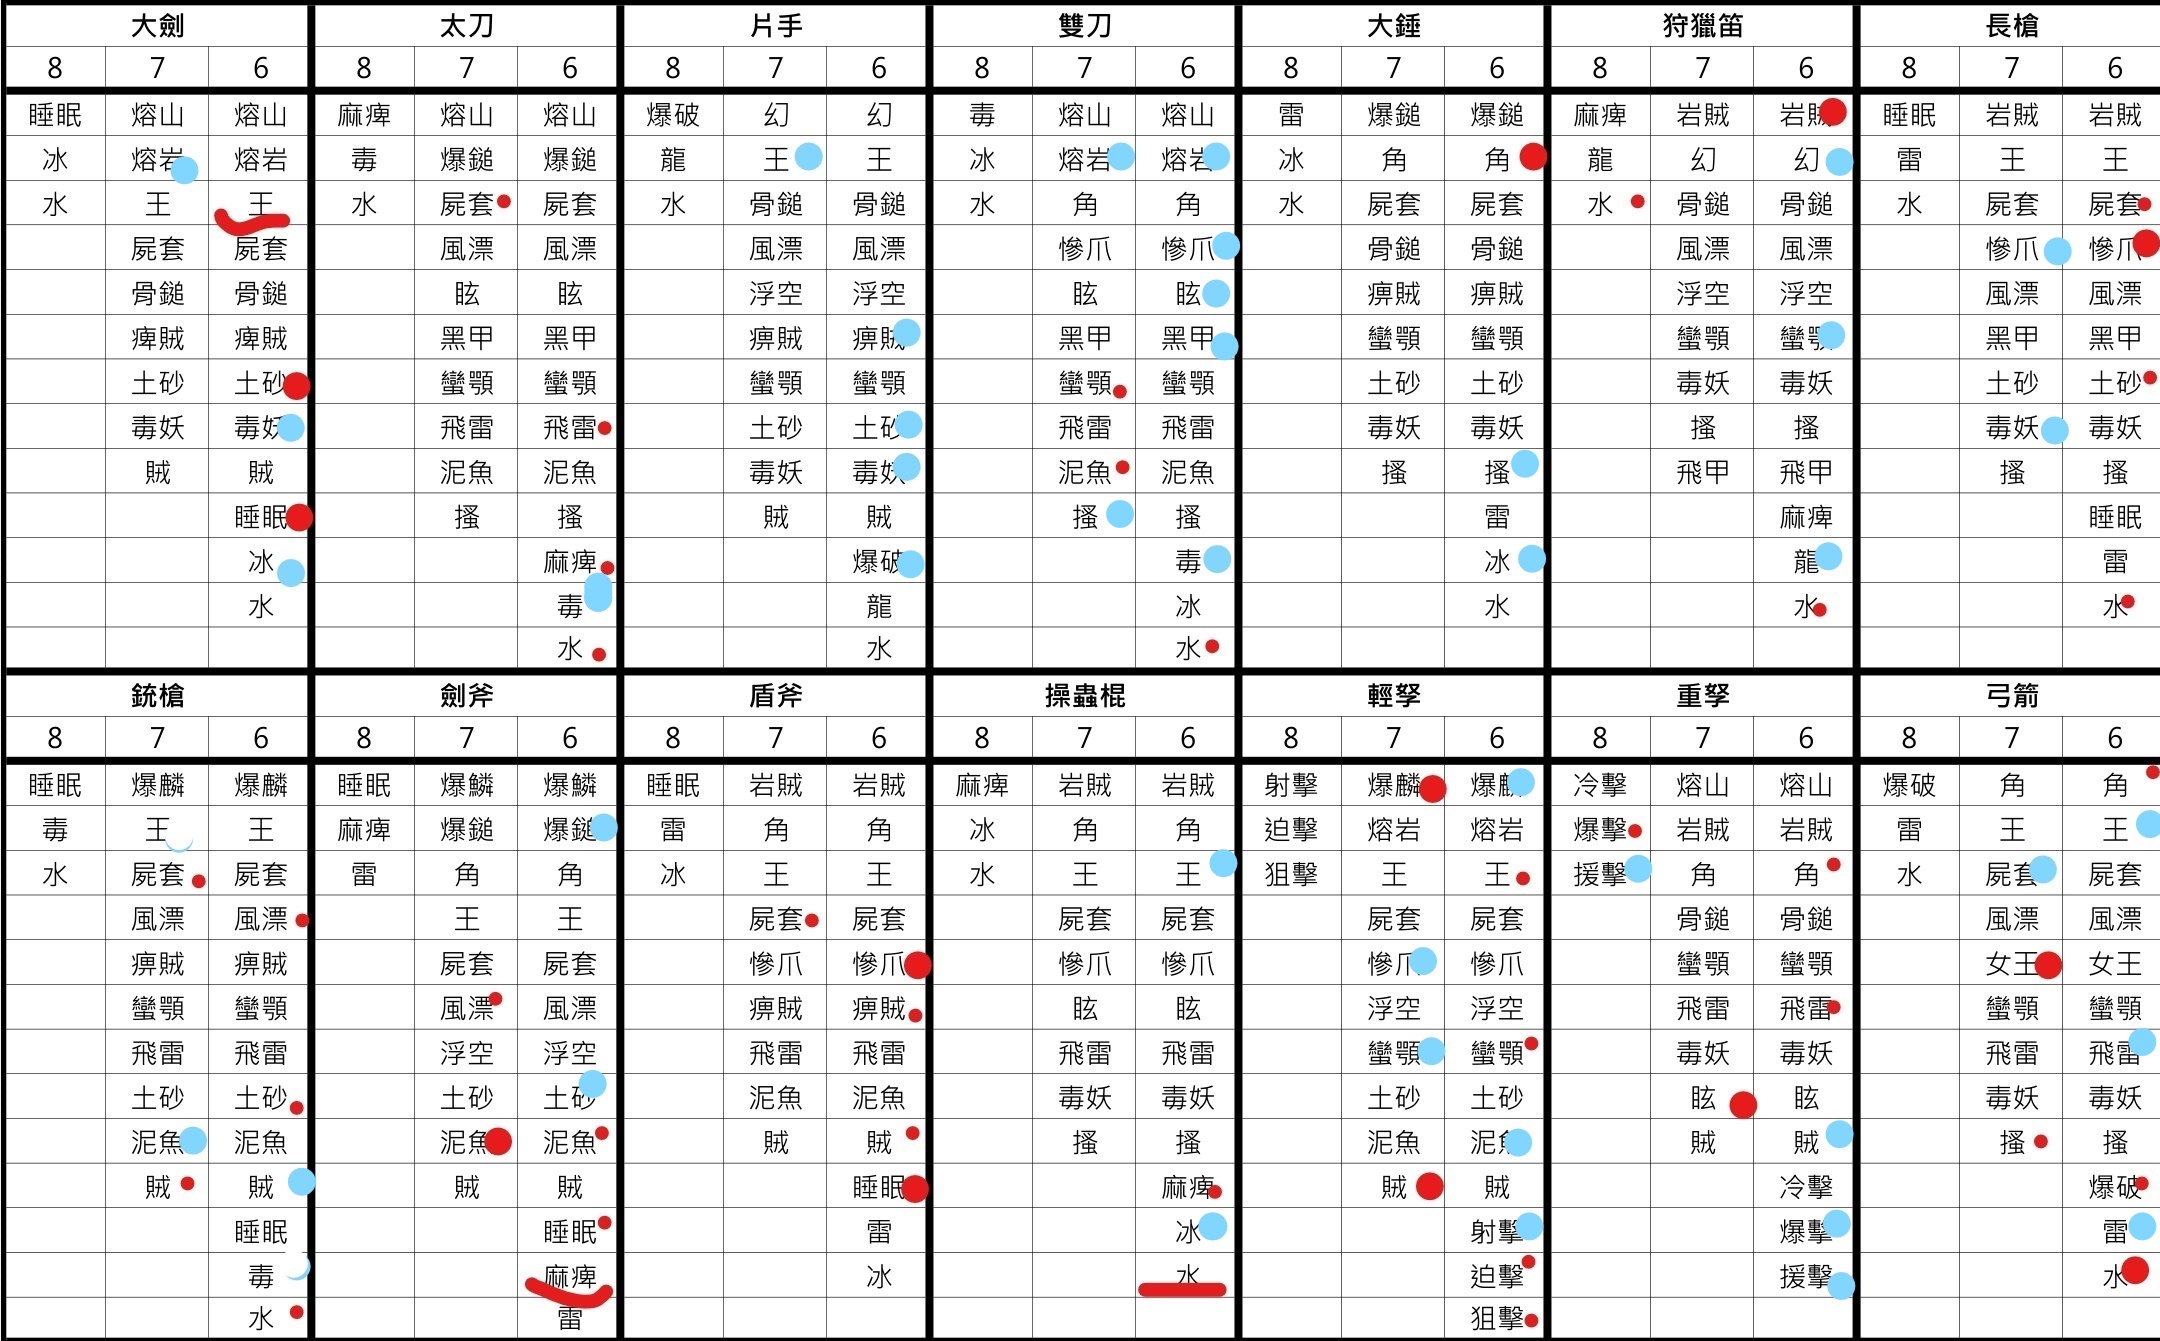 大劍 太刀 片手 雙刀 大錘 狩獵笛 長槍
8 7 6 8 7 6 8 7 6 8 7 6 8 7 6 8 7 6 8 7 6
睡眠 熔山 熔山 麻痺 熔山 熔山 爆破 幻 幻 毒 熔山 熔山 雷 爆鎚 爆鎚 麻痺 岩賊 岩賊 睡眠 岩賊 岩賊
冰 熔岩 熔岩 毒 爆鎚 爆鎚 龍 王 王 冰 熔岩 熔岩 冰 角 角 龍 幻 幻 雷 王 王
水 王 王 水 屍套 屍套 水 骨鎚 骨鎚 水 角 角 水 屍套 屍套 水 骨鎚 骨鎚 水 屍套 屍套
屍套 屍套 風漂 風漂 風漂 風漂 慘爪 慘爪 骨鎚 骨鎚 風漂 風漂 慘爪 慘爪
骨鎚 骨鎚 眩 眩 浮空 浮空 眩 眩 痹賊 痹賊 浮空 浮空 風漂 風漂
痺賊 痺賊 黑甲 黑甲 痹賊 痹賊 黑甲 黑甲 蠻顎 蠻顎 蠻顎 蠻顎 黑甲 黑甲
土砂 土砂 蠻顎 蠻顎 蠻顎 蠻顎 蠻顎 蠻顎 土砂 土砂 毒妖 毒妖 土砂 土砂
毒妖 毒妖 飛雷 飛雷 土砂 土砂 飛雷 飛雷 毒妖 毒妖 搔 搔 毒妖 毒妖
賊 賊 泥魚 泥魚 毒妖 毒妖 泥魚 泥魚 搔 搔 飛甲 飛甲 搔 搔
睡眠 搔 搔 賊 賊 搔 搔 雷 麻痺 睡眠
冰 麻痺 爆破 毒 冰 龍 雷
水 毒 龍 冰 水 水 水
水 水 水
銃槍 劍斧 盾斧 操蟲棍 輕孥 重孥 弓箭
8 7 6 8 7 6 8 7 6 8 7 6 8 7 6 8 7 6 8 7 6
睡眠 爆麟 爆麟 睡眠 爆鱗 爆鱗 睡眠 岩賊 岩賊 麻痺 岩賊 岩賊 射擊 爆麟 爆麟 冷擊 熔山 熔山 爆破 角 角
毒 王 王 麻痺 爆鎚 爆鎚 雷 角 角 冰 角 角 迫擊 熔岩 熔岩 爆擊 岩賊 岩賊 雷 王 王
水 屍套 屍套 雷 角 角 冰 王 王 水 王 王 狙擊 王 王 援擊 角 角 水 屍套 屍套
風漂 風漂 王 王 屍套 屍套 屍套 屍套 屍套 屍套 骨鎚 骨鎚 風漂 風漂
痹賊 痹賊 屍套 屍套 慘爪 慘爪 慘爪 慘爪 慘爪 慘爪 蠻顎 蠻顎 女王 女王
蠻顎 蠻顎 風漂 風漂 痹賊 痹賊 眩 眩 浮空 浮空 飛雷 飛雷 蠻顎 蠻顎
飛雷 飛雷 浮空 浮空 飛雷 飛雷 飛雷 飛雷 蠻顎 蠻顎 毒妖 毒妖 飛雷 飛雷
土砂 土砂 土砂 土砂 泥魚 泥魚 毒妖 毒妖 土砂 土砂 眩 眩 毒妖 毒妖
泥魚 泥魚 泥魚 泥魚 賊 賊 搔 搔 泥魚 泥魚 賊 賊 搔 搔
賊 賊 賊 賊 睡眠 麻痺 賊 賊 冷擊 爆破
睡眠 睡眠 雷 冰 射擊 爆擊 雷
毒 麻痺 冰 水 迫擊 援擊 水
水 雷 狙擊